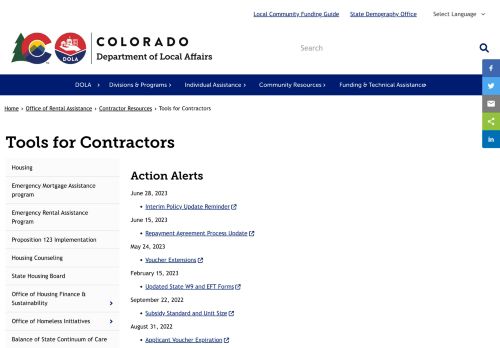 Local Community Funding Guide State Demography Office Select Language
COLORADO
Department of Local Affairs
DOLA
Search
DOLA Divisions & Programs Individual Assistance Community Resources Funding & Technical Assistance
Home Office of Rental Assistance Contractor Resources Tools for Contractors
Tools for Contractors
Housing
Emergency Mortgage Assistance
program
Emergency Rental Assistance
Program
Proposition 123 Implementation
Housing Counseling
State Housing Board
Office of Housing Finance &
Sustainability
Office of Homeless Initiatives
Balance of State Continuum of Care
Action Alerts
June 28, 2023
Interim Policy Update Reminder
June 15, 2023
Repayment Agreement Process Update
May 24, 2023
Voucher Extensions
February 15, 2023
Updated State W9 and EFT Forms
September 22, 2022
Subsidy Standard and Unit Size
August 31, 2022
Applicant Voucher Expiration